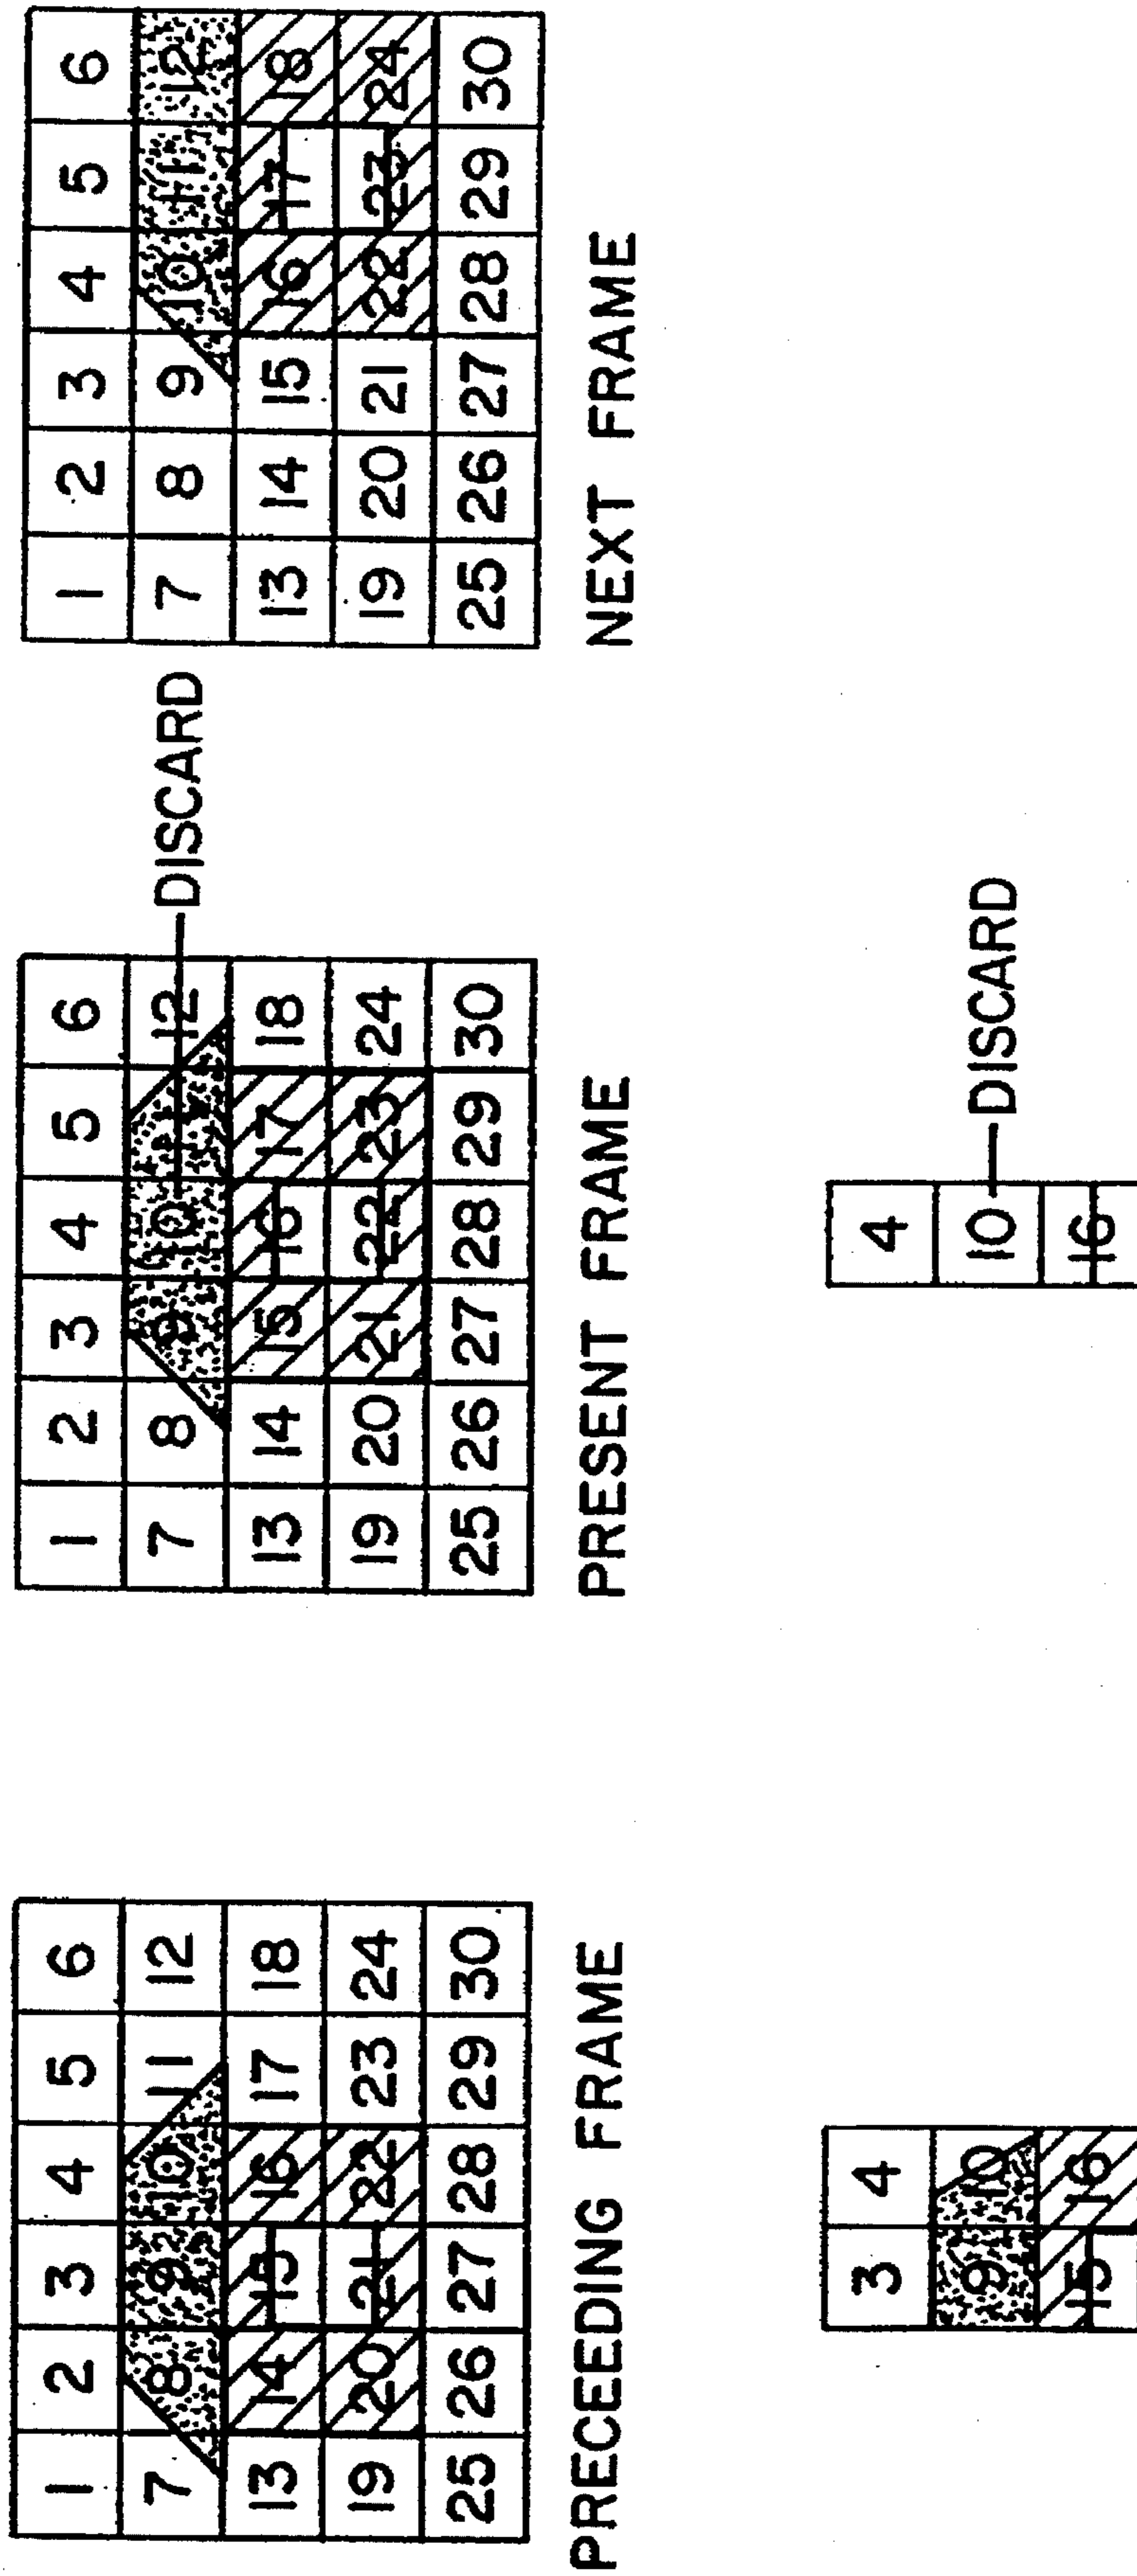 1 2 3 4 5 6
7 8 9 10 11 12
13 14 15 16 17 18
19 20 21 22 23 24
25 26 27 28 29 30
PRECEEDING FRAME
1 2 3 4 5 6
7 8 9 10 11 12
DISCARD
13 14 15 16 17 18
19 20 21 22 23 24
25 26 27 28 29 30
PRESENT FRAME
1 2 3 4 5 6
7 8 9 10 11 12
13 14 15 16 17 18
19 20 21 22 23 24
25 26 27 28 29 30
NEXT FRAME
3 4
9 10
15 16
4
10
DISCARD
16